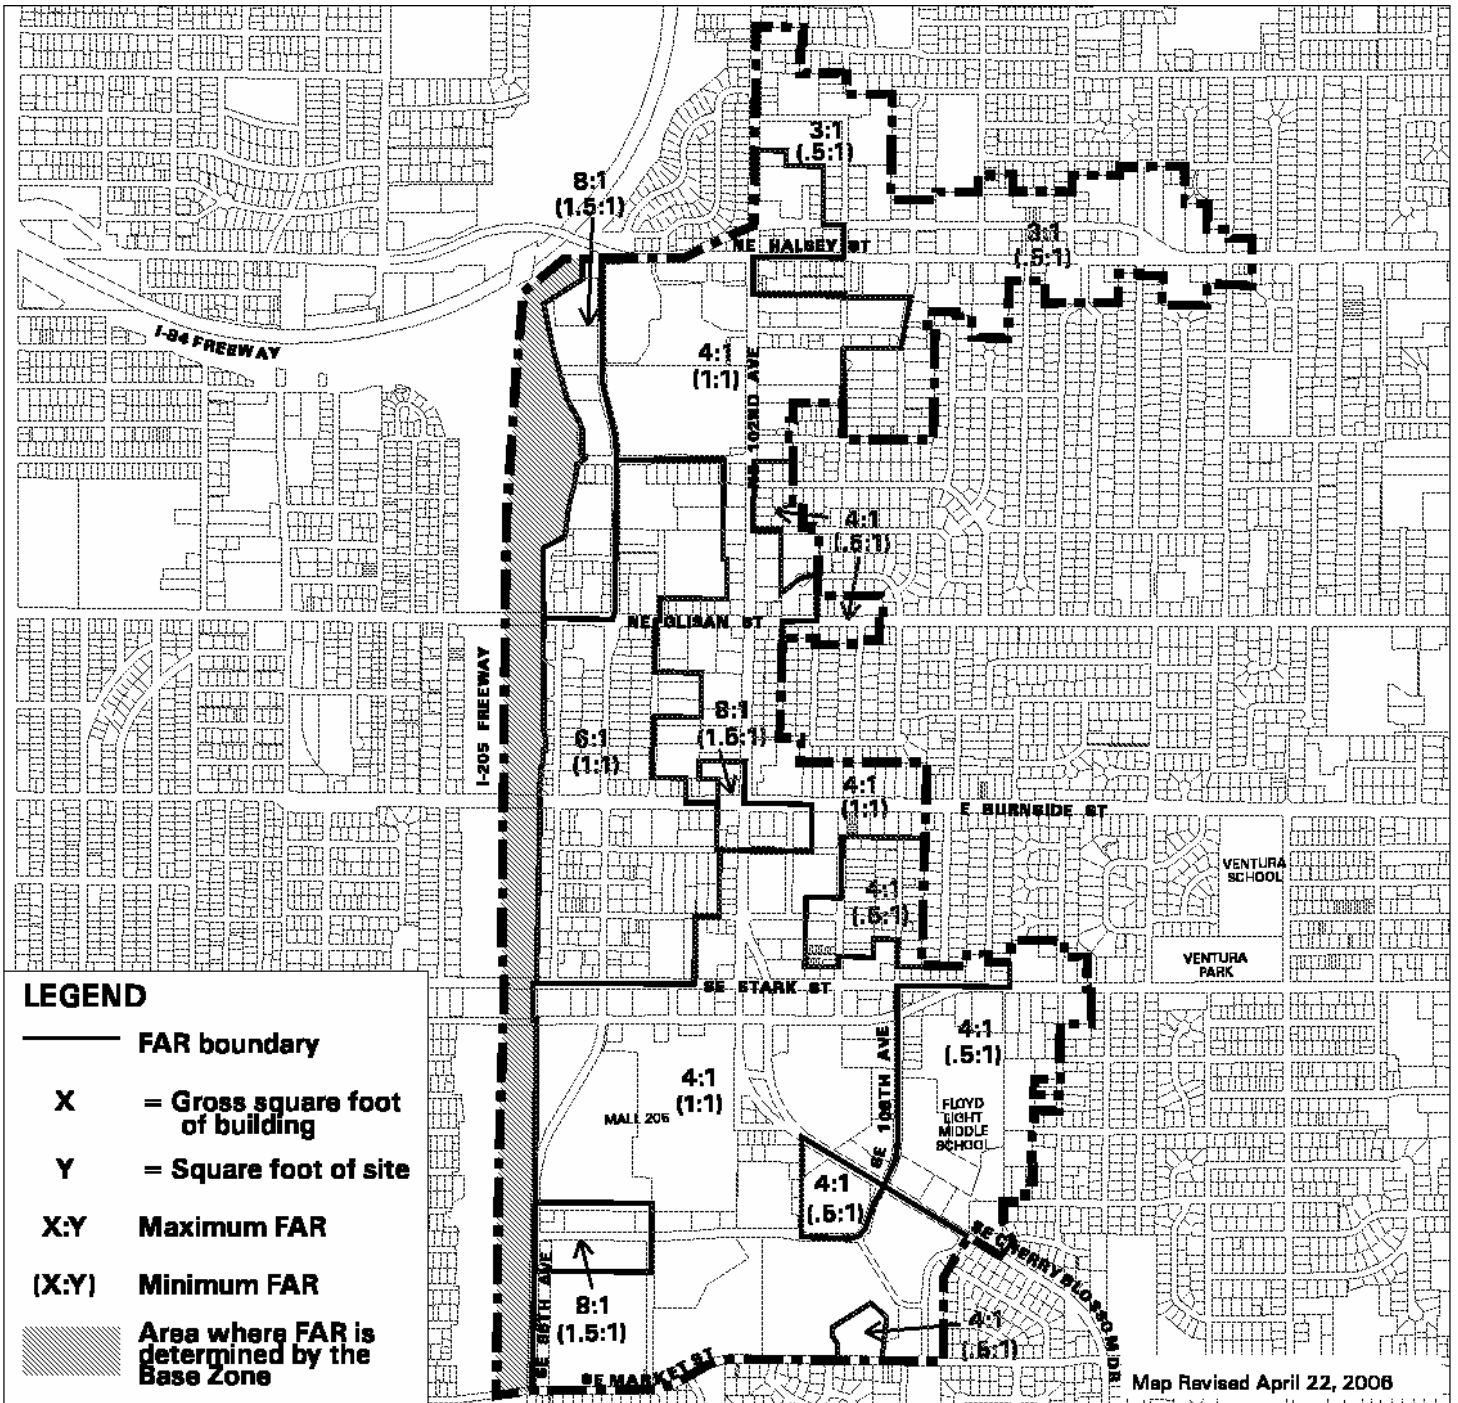 3:1
(.5:1)
8:1
(1.5:1)
NE HALSEY ST
3:1
(.5:1)
I-84 FREEWAY
4:1
(1:1)
NE 102ND AVE
4:1
(.5:1)
NE GLISAN ST
I-205 FREEWAY
6:1
(1:1)
8:1
(1.5:1)
4:1
(1:1)
E BURNSIDE ST
VENTURA
SCHOOL
4:1
(.5:1)
VENTURA
PARK
SE STARK ST
4:1
(.5:1)
SE 106TH AVE
4:1
(1:1)
MALL 205
FLOYD
LIGHT
MIDDLE
SCHOOL
4:1
(.5:1)
SE CHERRY BLOSSOM DR
8:1
(1.5:1)
SE 96TH AVE
4:1
(.5:1)
SE MARKET ST
LEGEND
FAR boundary
X = Gross square foot
of building
Y = Square foot of site
X:Y Maximum FAR
(X:Y) Minimum FAR
Area where FAR is
determined by the
Base Zone
Map Revised April 22, 2006